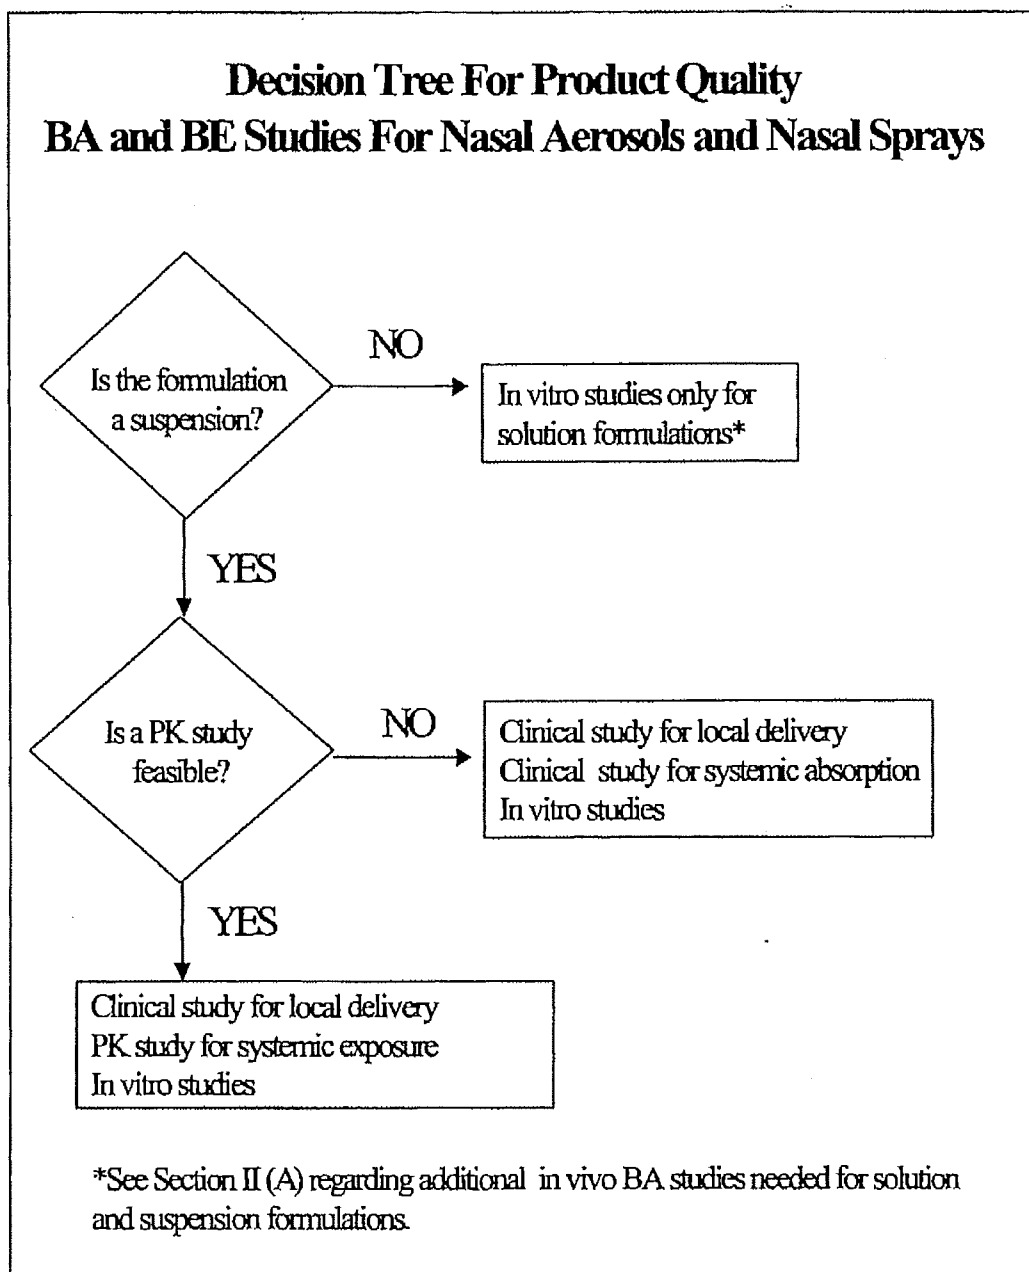 Decision Tree For Product Quality
BA and BE Studies For Nasal Aerosols and Nasal Sprays
Is the formulation
a suspension?
NO
In vitro studies only for
solution formulations*
YES
Is a PK study
feasible?
NO
Clinical study for local delivery
Clinical study for systemic absorption
In vitro studies
YES
Clinical study for local delivery
PK study for systemic exposure
In vitro studies
*See Section II (A) regarding additional in vivo BA studies needed for solution
and suspension formulations.